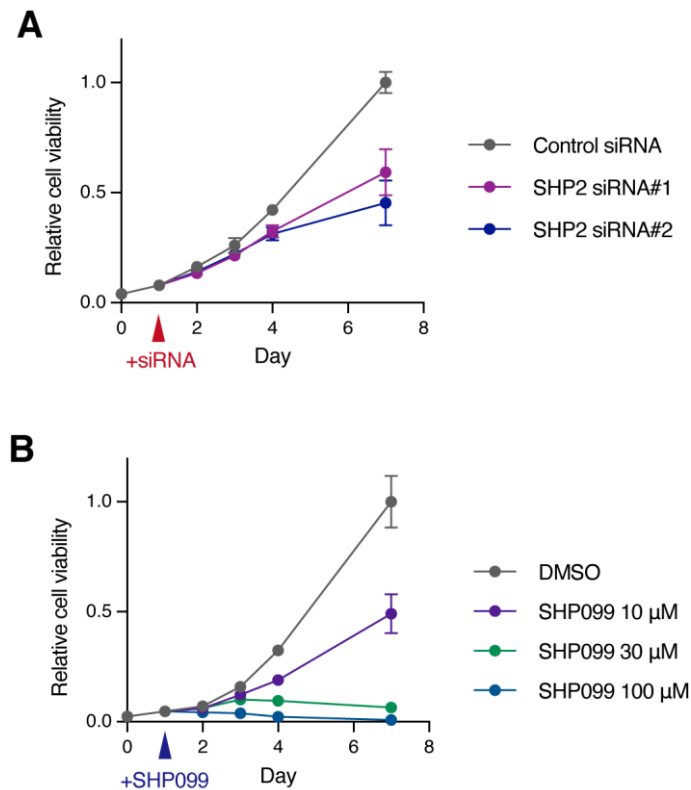 A
Relative cell viability
1.0
0.5
0.0
0 2 4 6 8
+siRNA
Day
Control siRNA
SHP2 siRNA#1
SHP2 siRNA#2
B
Relative cell viability
1.0
0.5
0.0
0 2 4 6 8
+SHP099
Day
DMSO
SHP099 10 μM
SHP099 30 μM
SHP099 100 μM